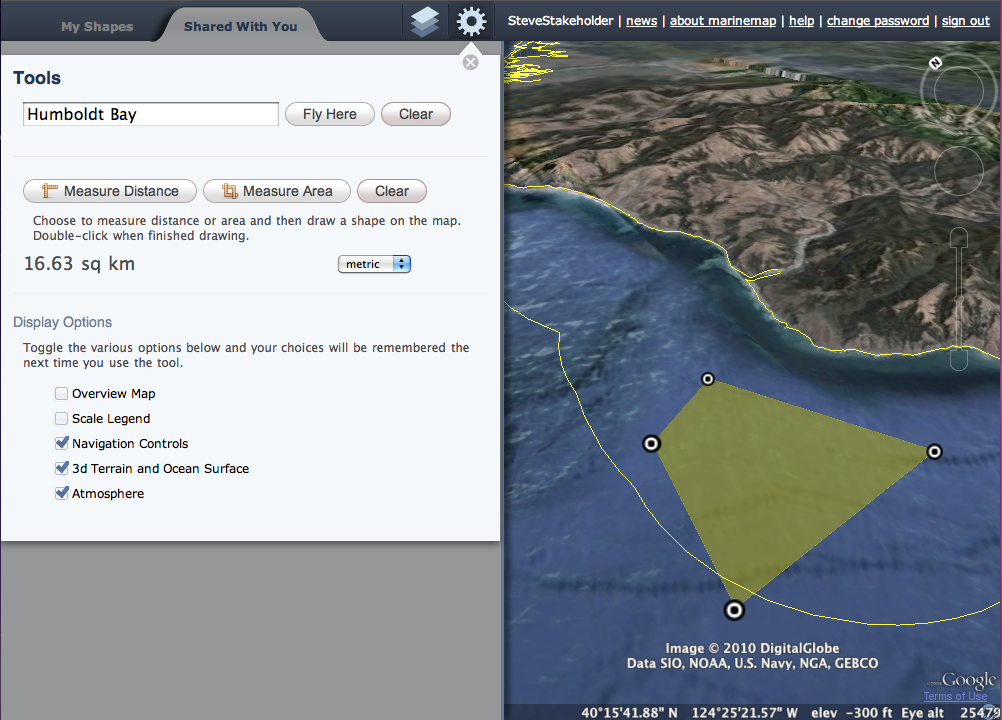 My Shapes
Shared With You
SteveStakeholder | news | about marinemap | help | change password | sign out
Tools
Humboldt Bay
Fly Here
Clear
Measure Distance
Measure Area
Clear
Choose to measure distance or area and then draw a shape on the map.
Double-click when finished drawing.
16.63 sq km
metric
Display Options
Toggle the various options below and your choices will be remembered the
next time you use the tool.
Overview Map
Scale Legend
Navigation Controls
3d Terrain and Ocean Surface
Atmosphere
N
Image © 2010 DigitalGlobe
Data SIO, NOAA, U.S. Navy, NGA, GEBCO
Google
Terms of Use
40°15'41.88" N 124°25'21.57" W elev -300 ft Eye alt 25479